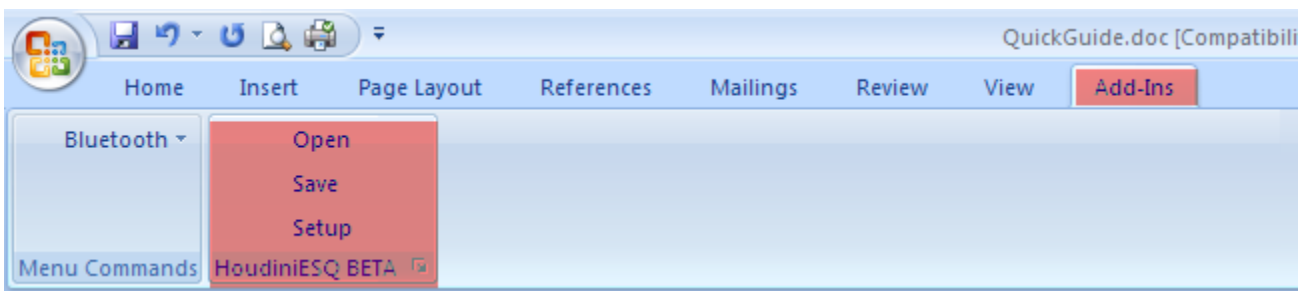 QuickGuide.doc [Compatibili
Home Insert Page Layout References Mailings Review View Add-Ins
Bluetooth Open
Save
Setup
Menu Commands HoudiniESQ BETA